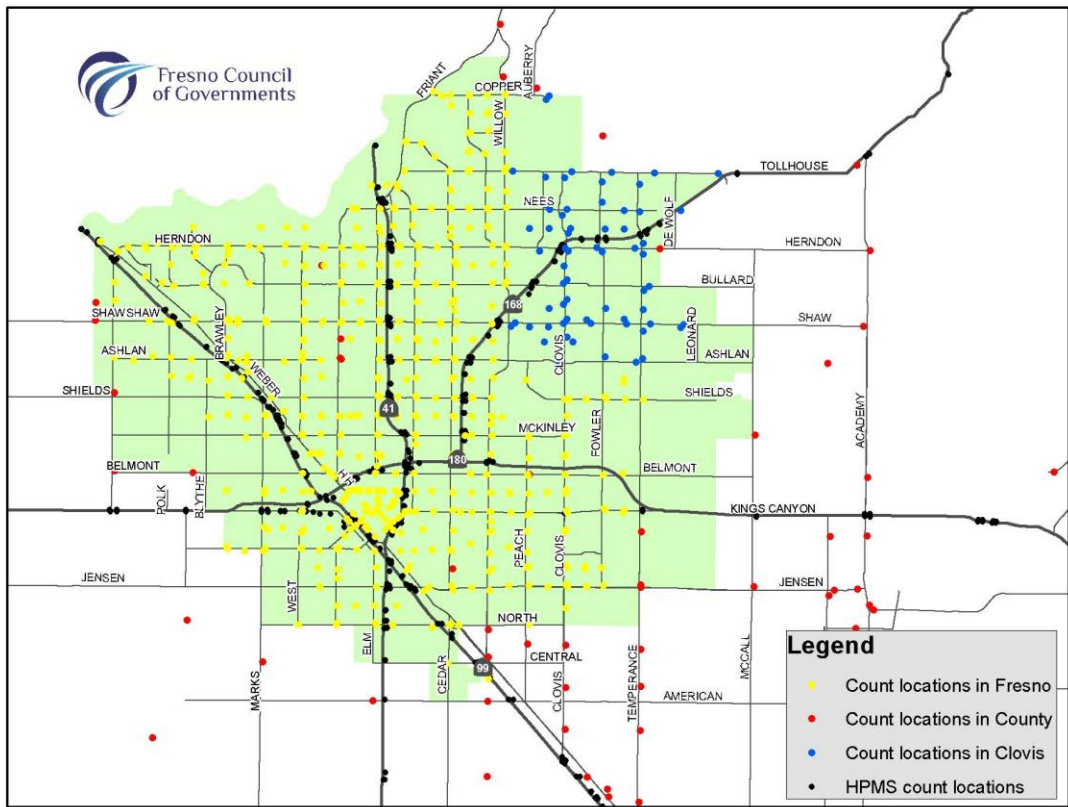 Fresno Council
of Governments
FRIANT
COPPER
AUBERRY
WILLOW
TOLLHOUSE
NEES
DE WOLF
HERNDON
HERNDON
BULLARD
168
SHAWSHAW
SHAW
BRAWLEY
CLOVIS
LEONARD
ASHLAN
ASHLAN
WEBER
SHIELDS
SHIELDS
41
MCKINLEY
FOWLER
ACADEMY
180
BELMONT
BELMONT
H H
POLK
BLYTHE
KINGS CANYON
PEACH
CLOVIS
JENSEN
JENSEN
WEST
NORTH
ELM
CEDAR
CENTRAL
99
MARKS
CLOVIS
TEMPERANCE
MCCALL
AMERICAN
Legend
Count locations in Fresno
Count locations in County
Count locations in Clovis
HPMS count locations